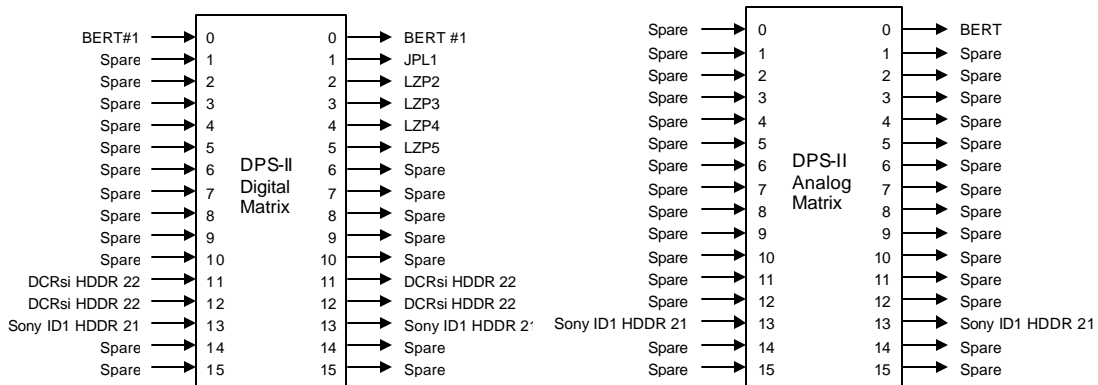 BERT#1 0 0 BERT #1
Spare 1 1 JPL1
Spare 2 2 LZP2
Spare 3 3 LZP3
Spare 4 4 LZP4
Spare 5 5 LZP5
Spare 6 6 Spare
Spare 7 7 Spare
Spare 8 8 Spare
Spare 9 9 Spare
Spare 10 10 Spare
DCRsi HDDR 22 11 11 DCRsi HDDR 22
DCRsi HDDR 22 12 12 DCRsi HDDR 22
Sony ID1 HDDR 21 13 13 Sony ID1 HDDR 21
Spare 14 14 Spare
Spare 15 15 Spare
DPS-II
Digital
Matrix
Spare 0 0 BERT
Spare 1 1 Spare
Spare 2 2 Spare
Spare 3 3 Spare
Spare 4 4 Spare
Spare 5 5 Spare
Spare 6 6 Spare
Spare 7 7 Spare
Spare 8 8 Spare
Spare 9 9 Spare
Spare 10 10 Spare
Spare 11 11 Spare
Spare 12 12 Spare
Sony ID1 HDDR 21 13 13 Sony ID1 HDDR 21
Spare 14 14 Spare
Spare 15 15 Spare
DPS-II
Analog
Matrix